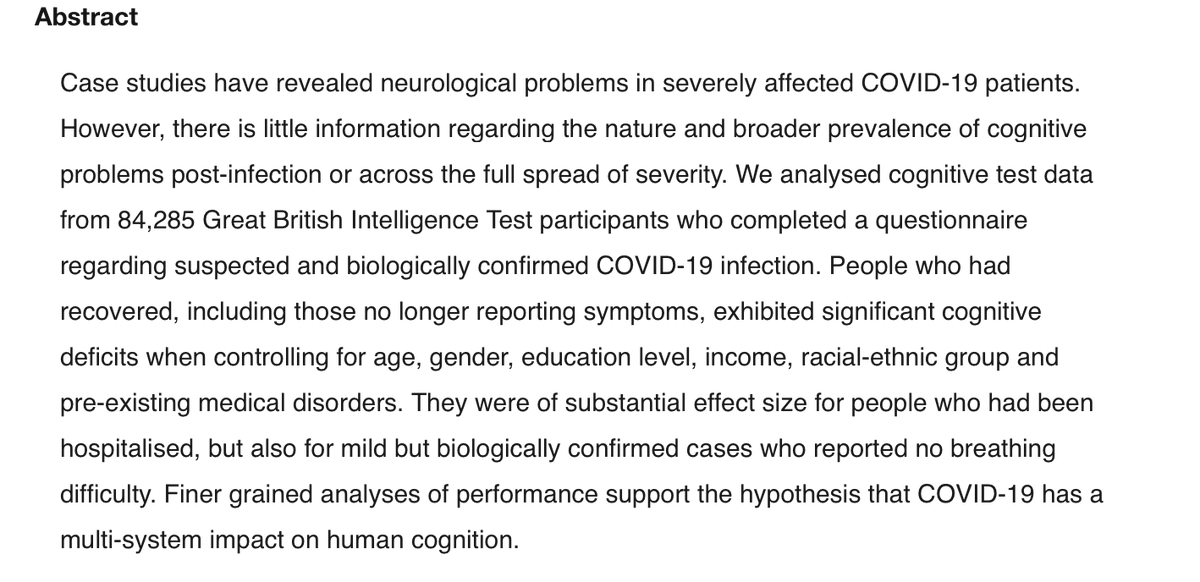 Abstract
Case studies have revealed neurological problems in severely affected COVID-19 patients.
However, there is little information regarding the nature and broader prevalence of cognitive
problems post-infection or across the full spread of severity. We analysed cognitive test data
from 84,285 Great British Intelligence Test participants who completed a questionnaire
regarding suspected and biologically confirmed COVID-19 infection. People who had
recovered, including those no longer reporting symptoms, exhibited significant cognitive
deficits when controlling for age, gender, education level, income, racial-ethnic group and
pre-existing medical disorders. They were of substantial effect size for people who had been
hospitalised, but also for mild but biologically confirmed cases who reported no breathing
difficulty. Finer grained analyses of performance support the hypothesis that COVID-19 has a
multi-system impact on human cognition.